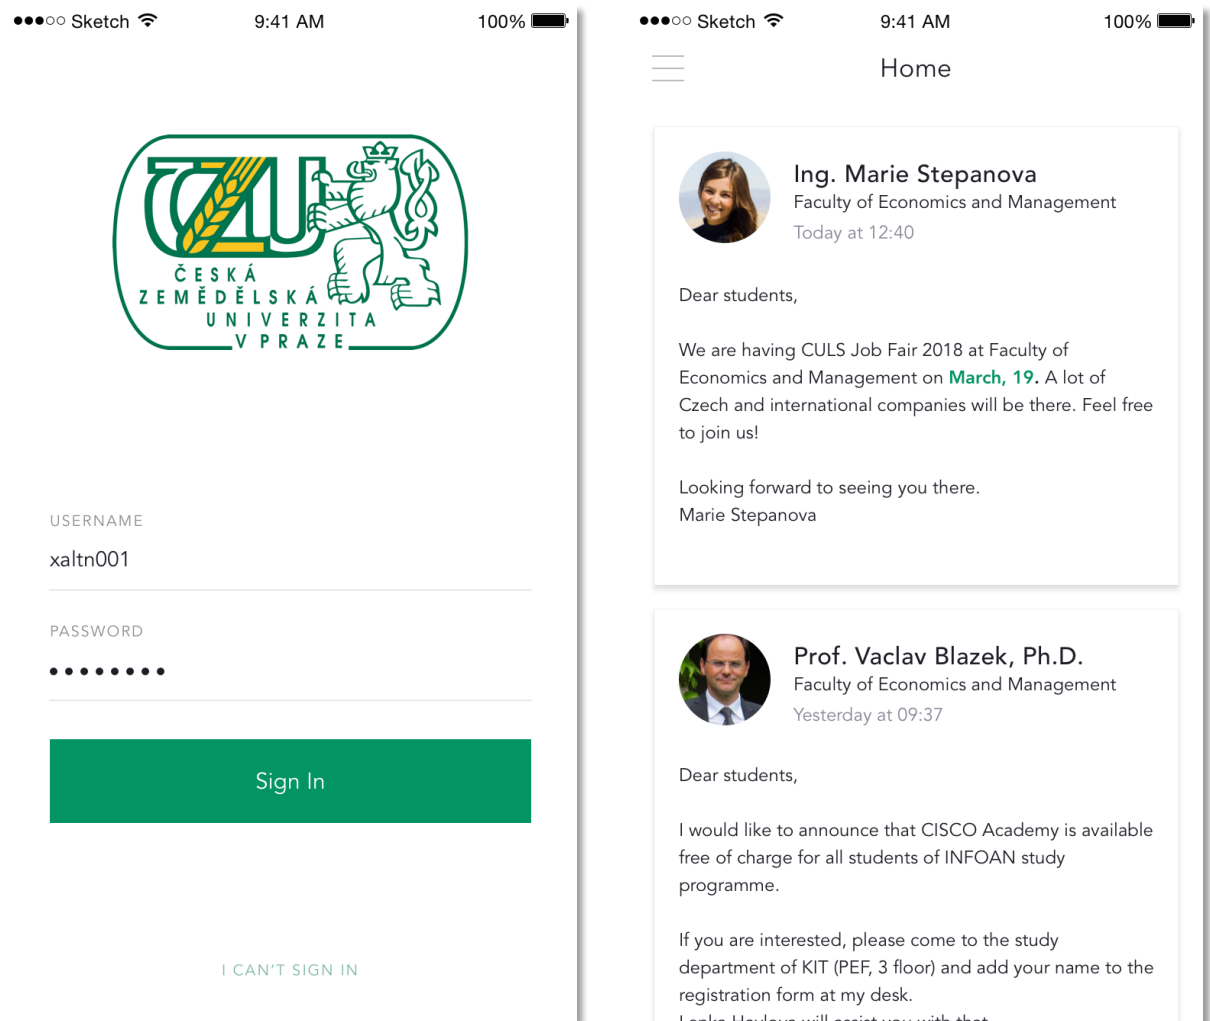 Sketch 9:41 AM 100%
ČZU
ČESKÁ
ZEMĚDĚLSKÁ
UNIVERZITA
V PRAZE
USERNAME
xaltn001
PASSWORD
Sign In
I CAN'T SIGN IN
Sketch 9:41 AM 100%
Home
Ing. Marie Stepanova
Faculty of Economics and Management
Today at 12:40
Dear students,
We are having CULS Job Fair 2018 at Faculty of
Economics and Management on March, 19. A lot of
Czech and international companies will be there. Feel free
to join us!
Looking forward to seeing you there.
Marie Stepanova
Prof. Vaclav Blazek, Ph.D.
Faculty of Economics and Management
Yesterday at 09:37
Dear students,
I would like to announce that CISCO Academy is available
free of charge for all students of INFOAN study
programme.
If you are interested, please come to the study
department of KIT (PEF, 3 floor) and add your name to the
registration form at my desk.
will assist you with that